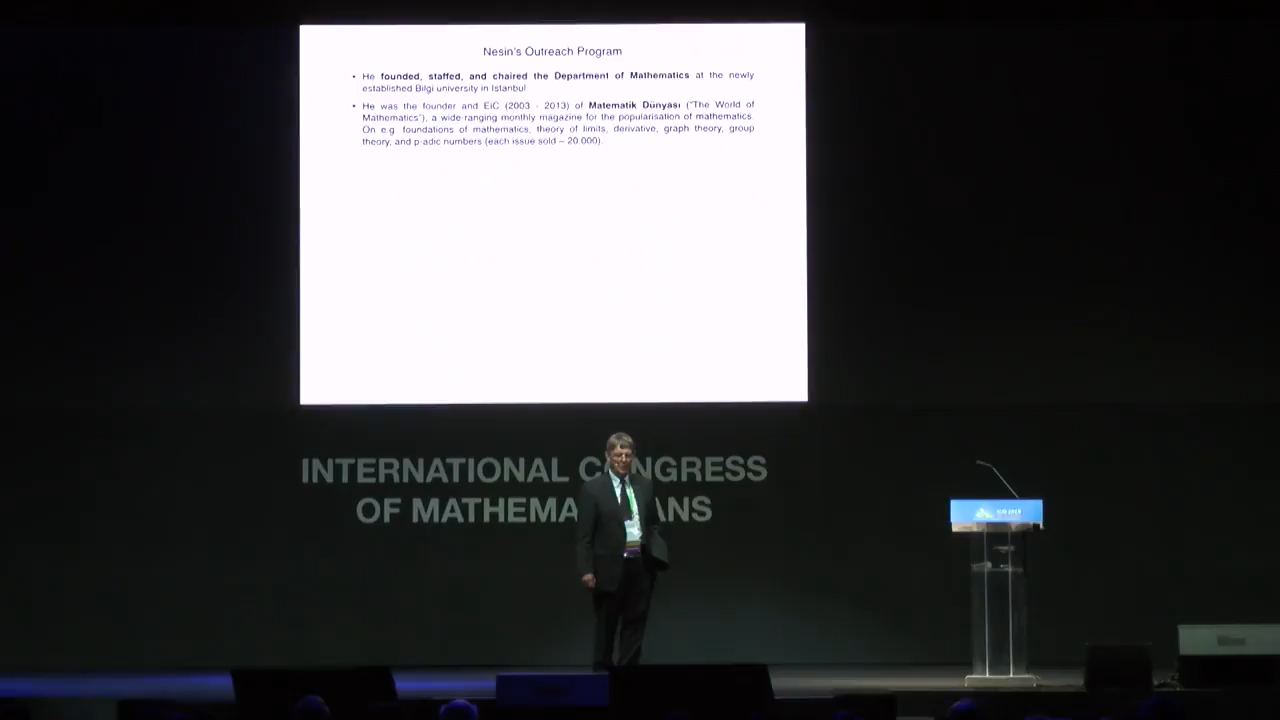 Nesin's Outreach Program
• He founded, staffed, and chaired the Department of Mathematics at the newly
established Bilgi university in Istanbul.
• He was the founder and EiC (2003 - 2013) of Matematik Dünyası ("The World of
Mathematics"), a wide-ranging monthly magazine for the popularisation of mathematics.
On e.g. foundations of mathematics, theory of limits, derivative, graph theory, group
theory, and p-adic numbers (each issue sold ~ 20.000).
INTERNATIONAL C NGRESS
OF MATHEMA ANS